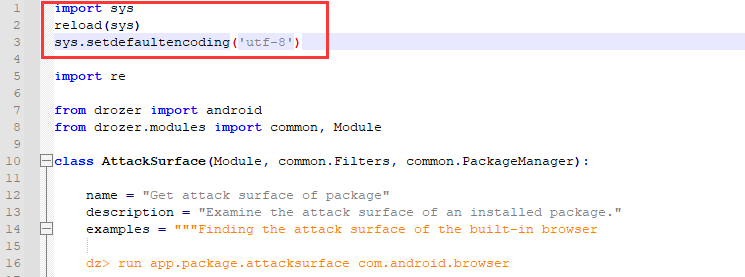 1 import sys
2 reload(sys)
3 sys.setdefaultencoding('utf-8')
4
5 import re
6
7 from drozer import android
8 from drozer.modules import common, Module
9
10 class AttackSurface(Module, common.Filters, common.PackageManager):
11
12 name = "Get attack surface of package"
13 description = "Examine the attack surface of an installed package."
14 examples = """Finding the attack surface of the built-in browser
15
16 dz> run app.package.attacksurface com.android.browser